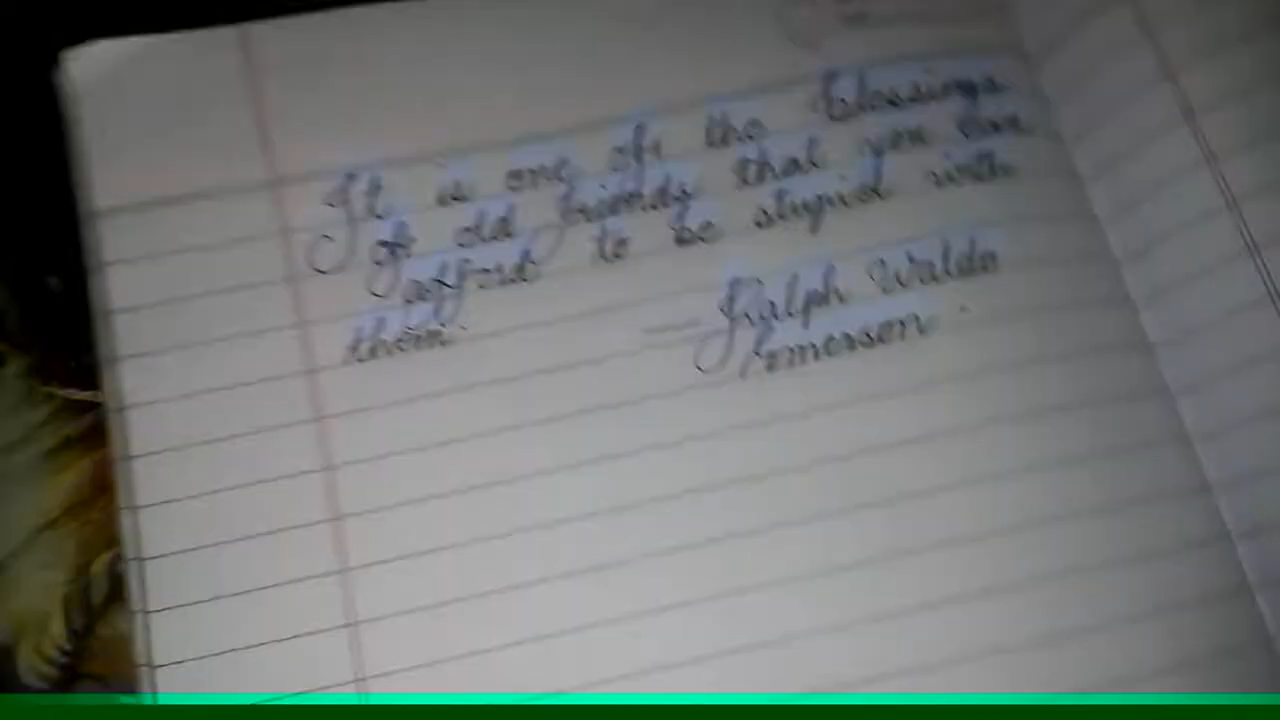 It is one of the blessings
of old friends that you can
afford to be stupid with
them.
— Ralph Waldo
Emerson.